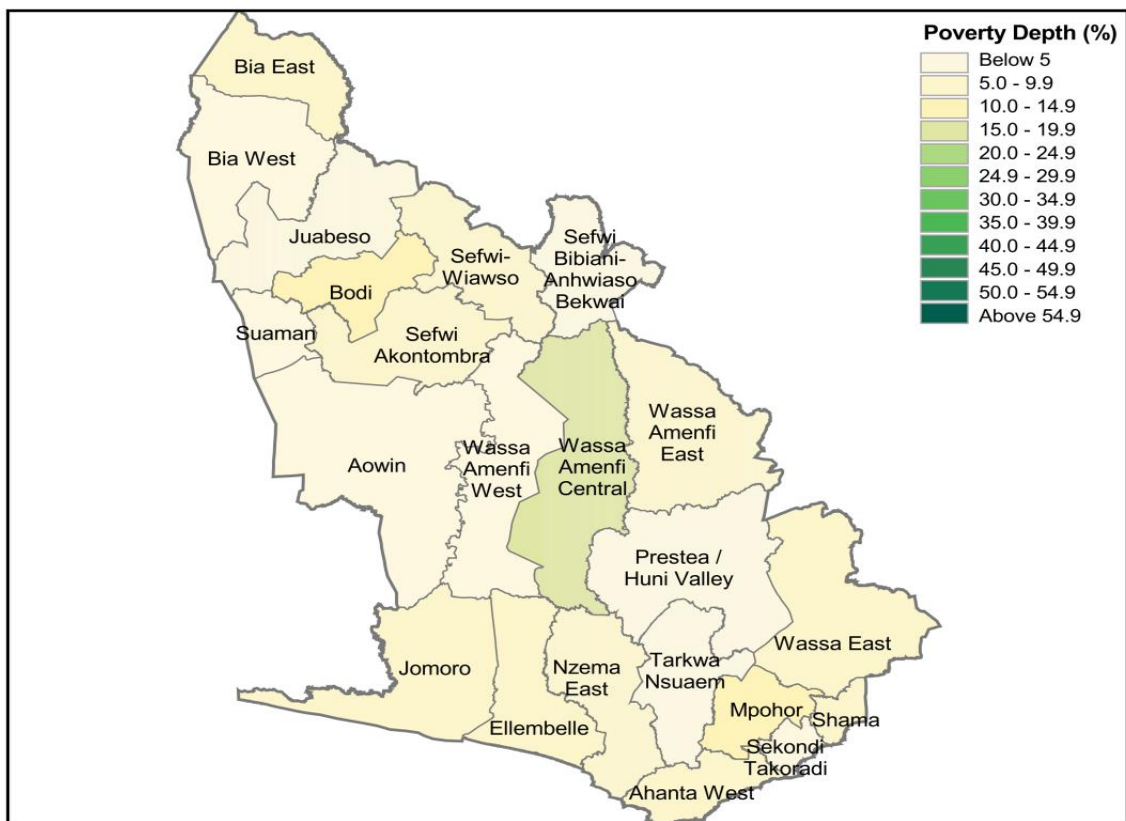 Poverty Depth (%)
Below 5
5.0 - 9.9
10.0 - 14.9
15.0 - 19.9
20.0 - 24.9
24.9 - 29.9
30.0 - 34.9
35.0 - 39.9
40.0 - 44.9
45.0 - 49.9
50.0 - 54.9
Above 54.9
Bia East
Bia West
Juabeso
Sefwi-
Wiawso
Sefwi
Bibiani-
Anhwiaso
Bekwai
Bodi
Suaman
Sefwi
Akontombra
Wassa
Amenfi
East
Aowin
Wassa
Amenfi
West
Wassa
Amenfi
Central
Prestea /
Huni Valley
Wassa East
Jomoro
Ellembelle
Nzema
East
Tarkwa
Nsuaem
Mpohor
Shama
Sekondi
Takoradi
Ahanta West